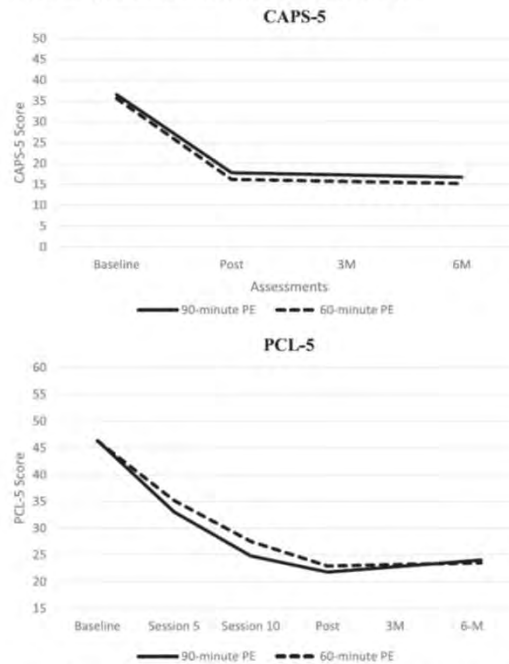 CAPS-5
50
45
40
35
30
25
20
15
10
5
0
CAPS-5 Score
Baseline Post 3M 6M
Assessments
90-minute PE 60-minute PE
PCL-5
60
55
50
45
40
35
30
25
20
15
PCL-5 Score
Baseline Session 5 Session 10 Post 3M 6-M
90-minute PE 60-minute PE